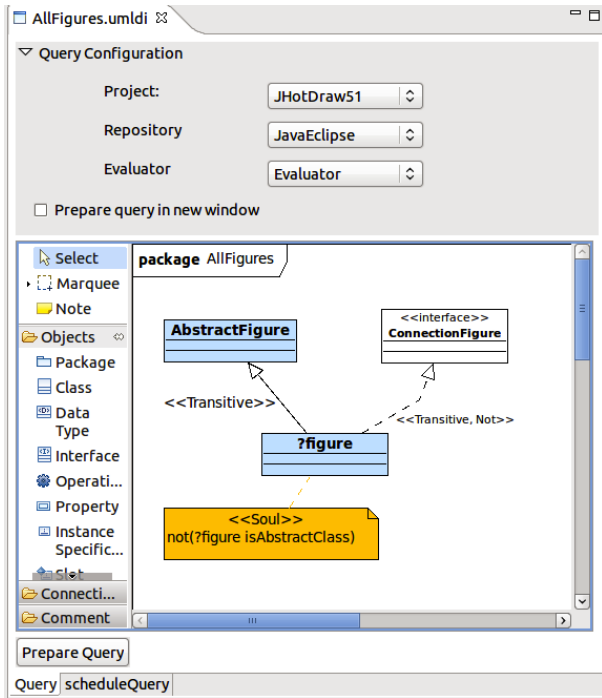 AllFigures.umldi
Query Configuration
Project:
JHotDraw51
Repository
JavaEclipse
Evaluator
Evaluator
Prepare query in new window
Select
Marquee
Note
Objects
Package
Class
Data
Type
Interface
Operati...
Property
Instance
Specific...
Slot
Connecti...
Comment
package AllFigures
AbstractFigure
<<interface>>
ConnectionFigure
<<Transitive>>
<<Transitive, Not>>
?figure
<<Soul>>
not(?figure isAbstractClass)
Prepare Query
Query scheduleQuery